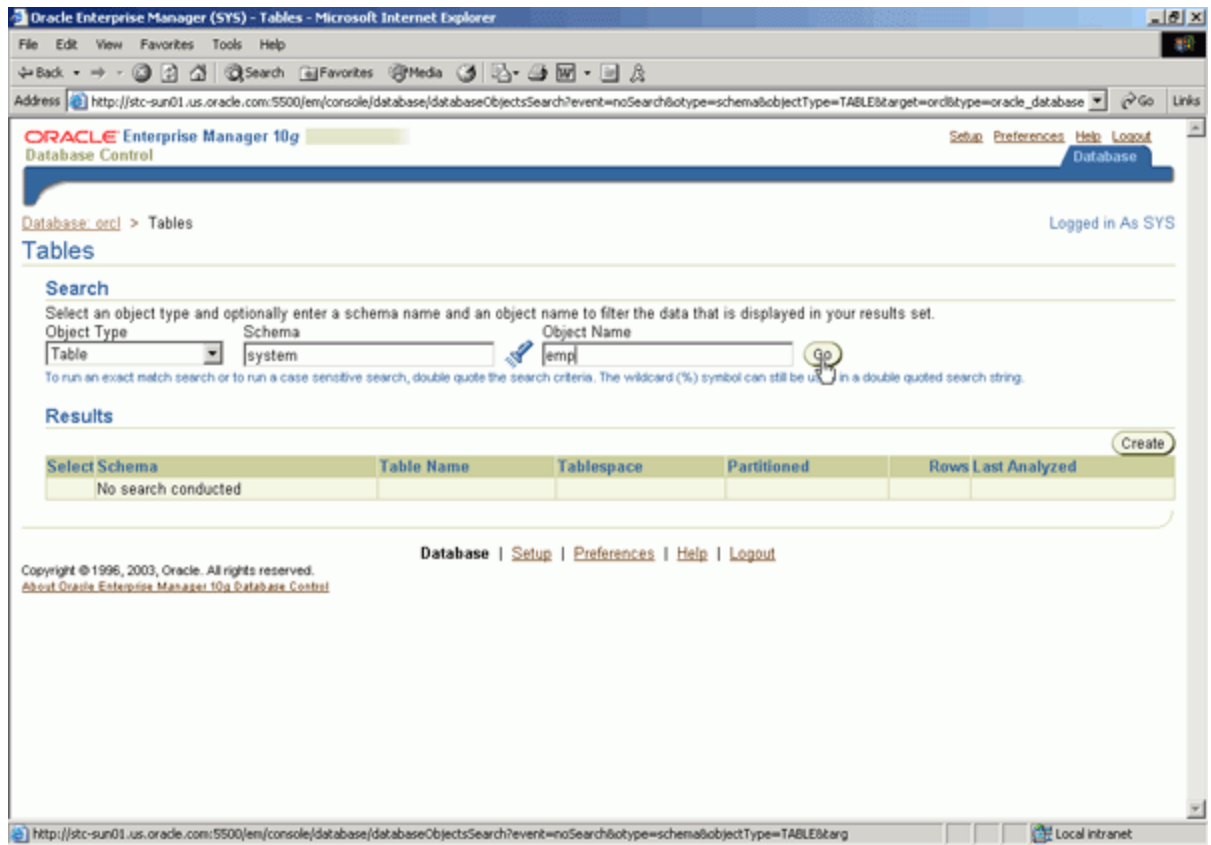 Oracle Enterprise Manager (SYS) - Tables - Microsoft Internet Explorer
File Edit View Favorites Tools Help
Back Search Favorites Media
Address http://stc-sun01.us.oracle.com:5500/em/console/database/databaseObjectsSearch?event=noSearch&otype=schema&objectType=TABLE&target=orcl&type=oracle_database Go Links
ORACLE Enterprise Manager 10g Setup Preferences Help Logout
Database Control Database
Database: orcl > Tables Logged in As SYS
Tables
Search
Select an object type and optionally enter a schema name and an object name to filter the data that is displayed in your results set.
Object Type Schema Object Name
Table system emp Go
To run an exact match search or to run a case sensitive search, double quote the search criteria. The wildcard (%) symbol can still be in a double quoted search string.
Results
Create
Select Schema Table Name Tablespace Partitioned Rows Last Analyzed
No search conducted
Database | Setup | Preferences | Help | Logout
Copyright © 1996, 2003, Oracle. All rights reserved.
About Oracle Enterprise Manager 10g Database Control
http://stc-sun01.us.oracle.com:5500/em/console/database/databaseObjectsSearch?event=noSearch&otype=schema&objectType=TABLE&targ Local intranet